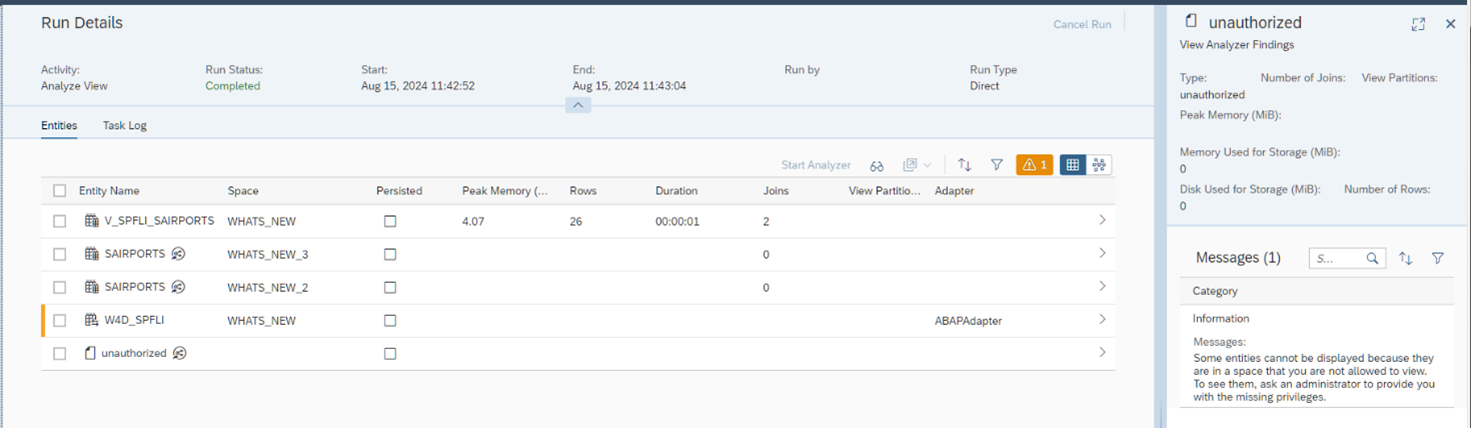 Run Details
Cancel Run
Activity: Run Status: Start: End: Run by Run Type
Analyze View Completed Aug 15, 2024 11:42:52 Aug 15, 2024 11:43:04 Direct
Entities Task Log
Start Analyzer 1
Entity Name Space Persisted Peak Memory (... Rows Duration Joins View Partitio... Adapter
V_SPFLI_SAIRPORTS WHATS_NEW 4.07 26 00:00:01 2
SAIRPORTS WHATS_NEW_3 0
SAIRPORTS WHATS_NEW_2 0
W4D_SPFLI WHATS_NEW ABAPAdapter
unauthorized
unauthorized
View Analyzer Findings
Type: Number of Joins: View Partitions:
unauthorized
Peak Memory (MiB):
Memory Used for Storage (MiB):
0
Disk Used for Storage (MiB): Number of Rows:
0
Messages (1) S...
Category
Information
Messages:
Some entities cannot be displayed because they
are in a space that you are not allowed to view.
To see them, ask an administrator to provide you
with the missing privileges.